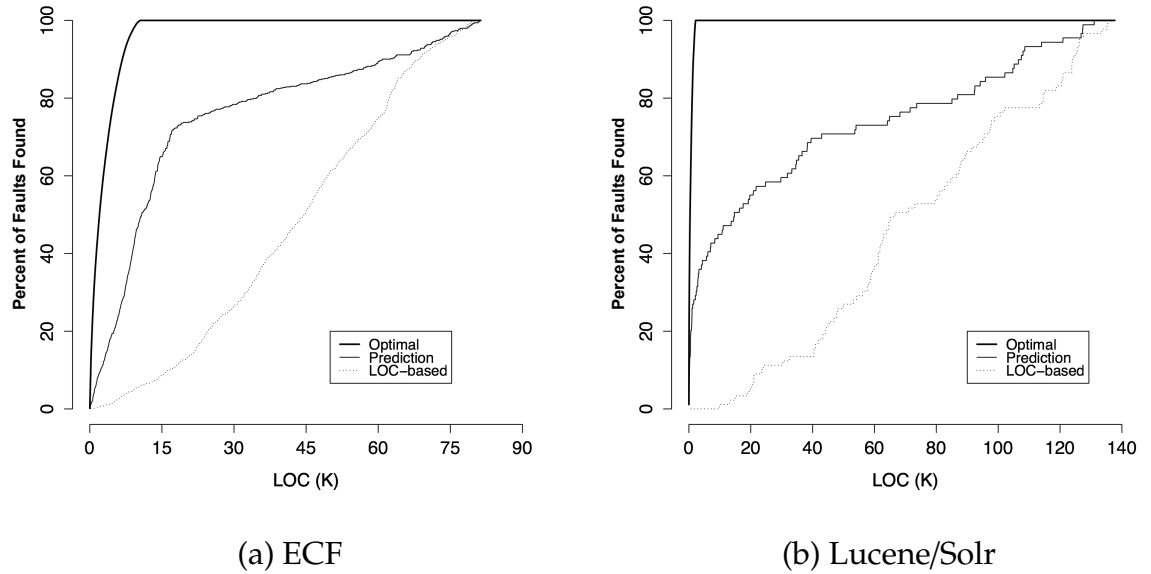 Percent of Faults Found
100
80
60
40
20
0
0 15 30 45 60 75 90
LOC (K)
Optimal
Prediction
LOC−based
(a) ECF
Percent of Faults Found
100
80
60
40
20
0
0 20 40 60 80 100 120 140
LOC (K)
Optimal
Prediction
LOC−based
(b) Lucene/Solr